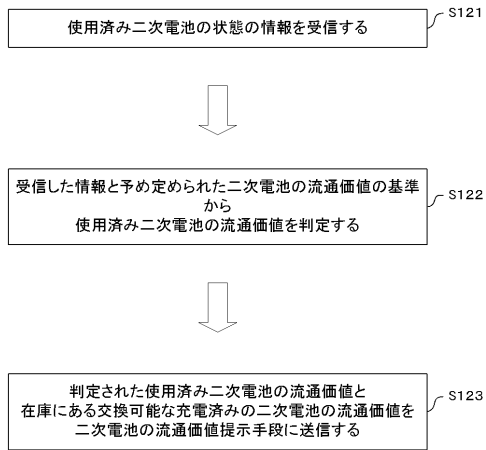 使用済み二次電池の状態の情報を受信する
S121
受信した情報と予め定められた二次電池の流通価値の基準
から
使用済み二次電池の流通価値を判定する
S122
判定された使用済み二次電池の流通価値と
在庫にある交換可能な充電済みの二次電池の流通価値を
二次電池の流通価値提示手段に送信する
S123